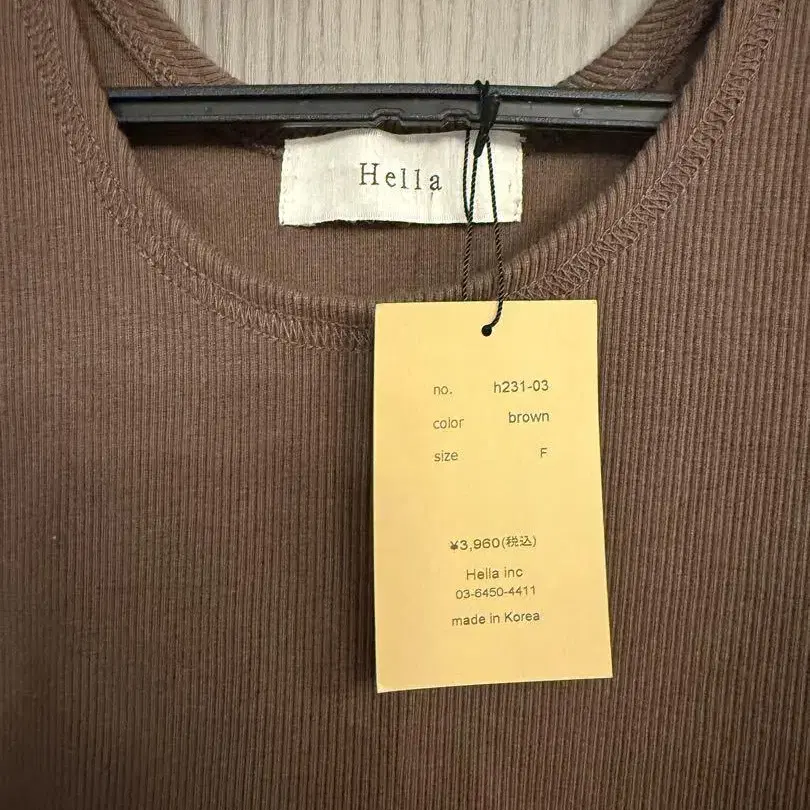 Hella
no. h231-03
color brown
size F
¥3,960(税込)
Hella inc
03-6450-4411
made in Korea